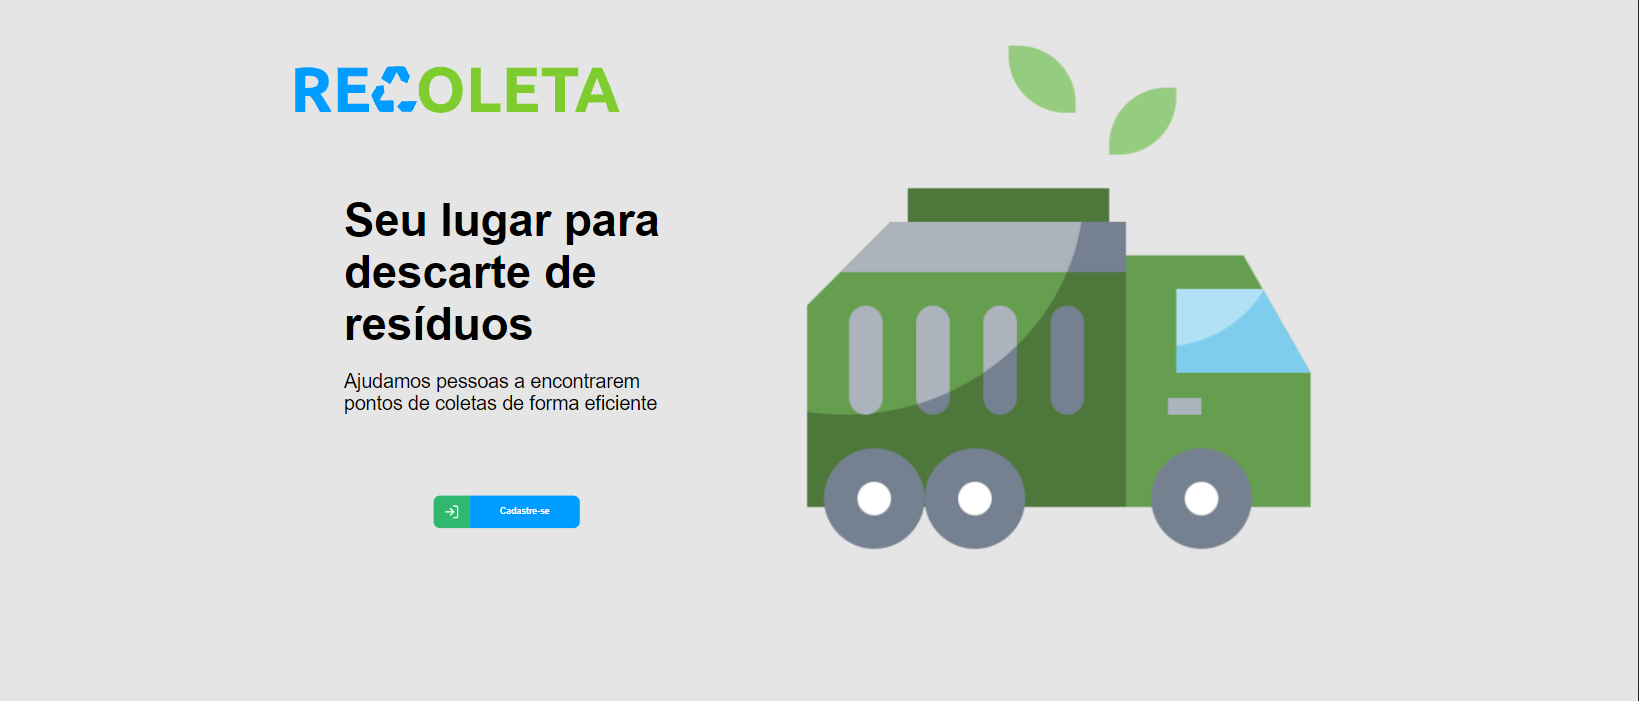 RECOLETA
Seu lugar para
descarte de
resíduos
Ajudamos pessoas a encontrarem
pontos de coletas de forma eficiente
Cadastre-se